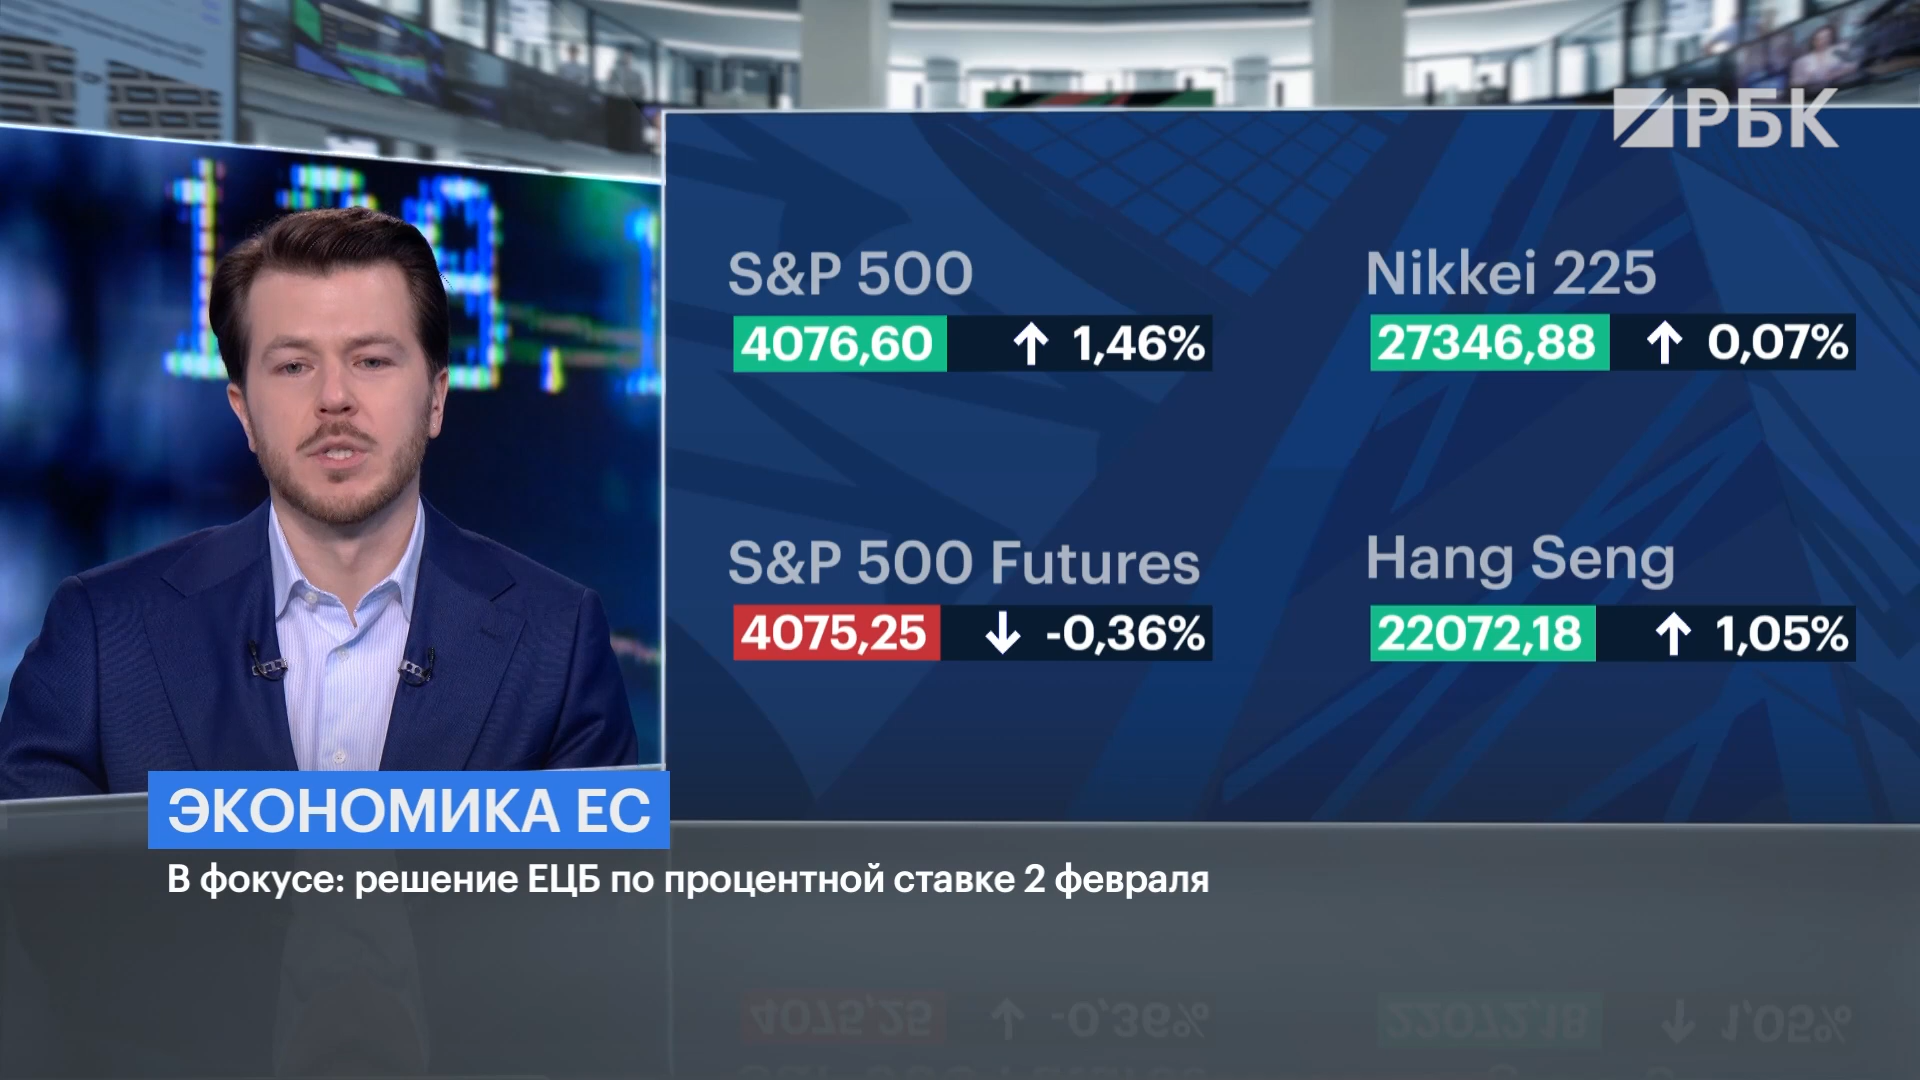 РБК
S&P 500
4076,60 ↑ 1,46%
Nikkei 225
27346,88 ↑ 0,07%
S&P 500 Futures
4075,25 ↓ -0,36%
Hang Seng
22072,18 ↑ 1,05%
ЭКОНОМИКА ЕС
В фокусе: решение ЕЦБ по процентной ставке 2 февраля